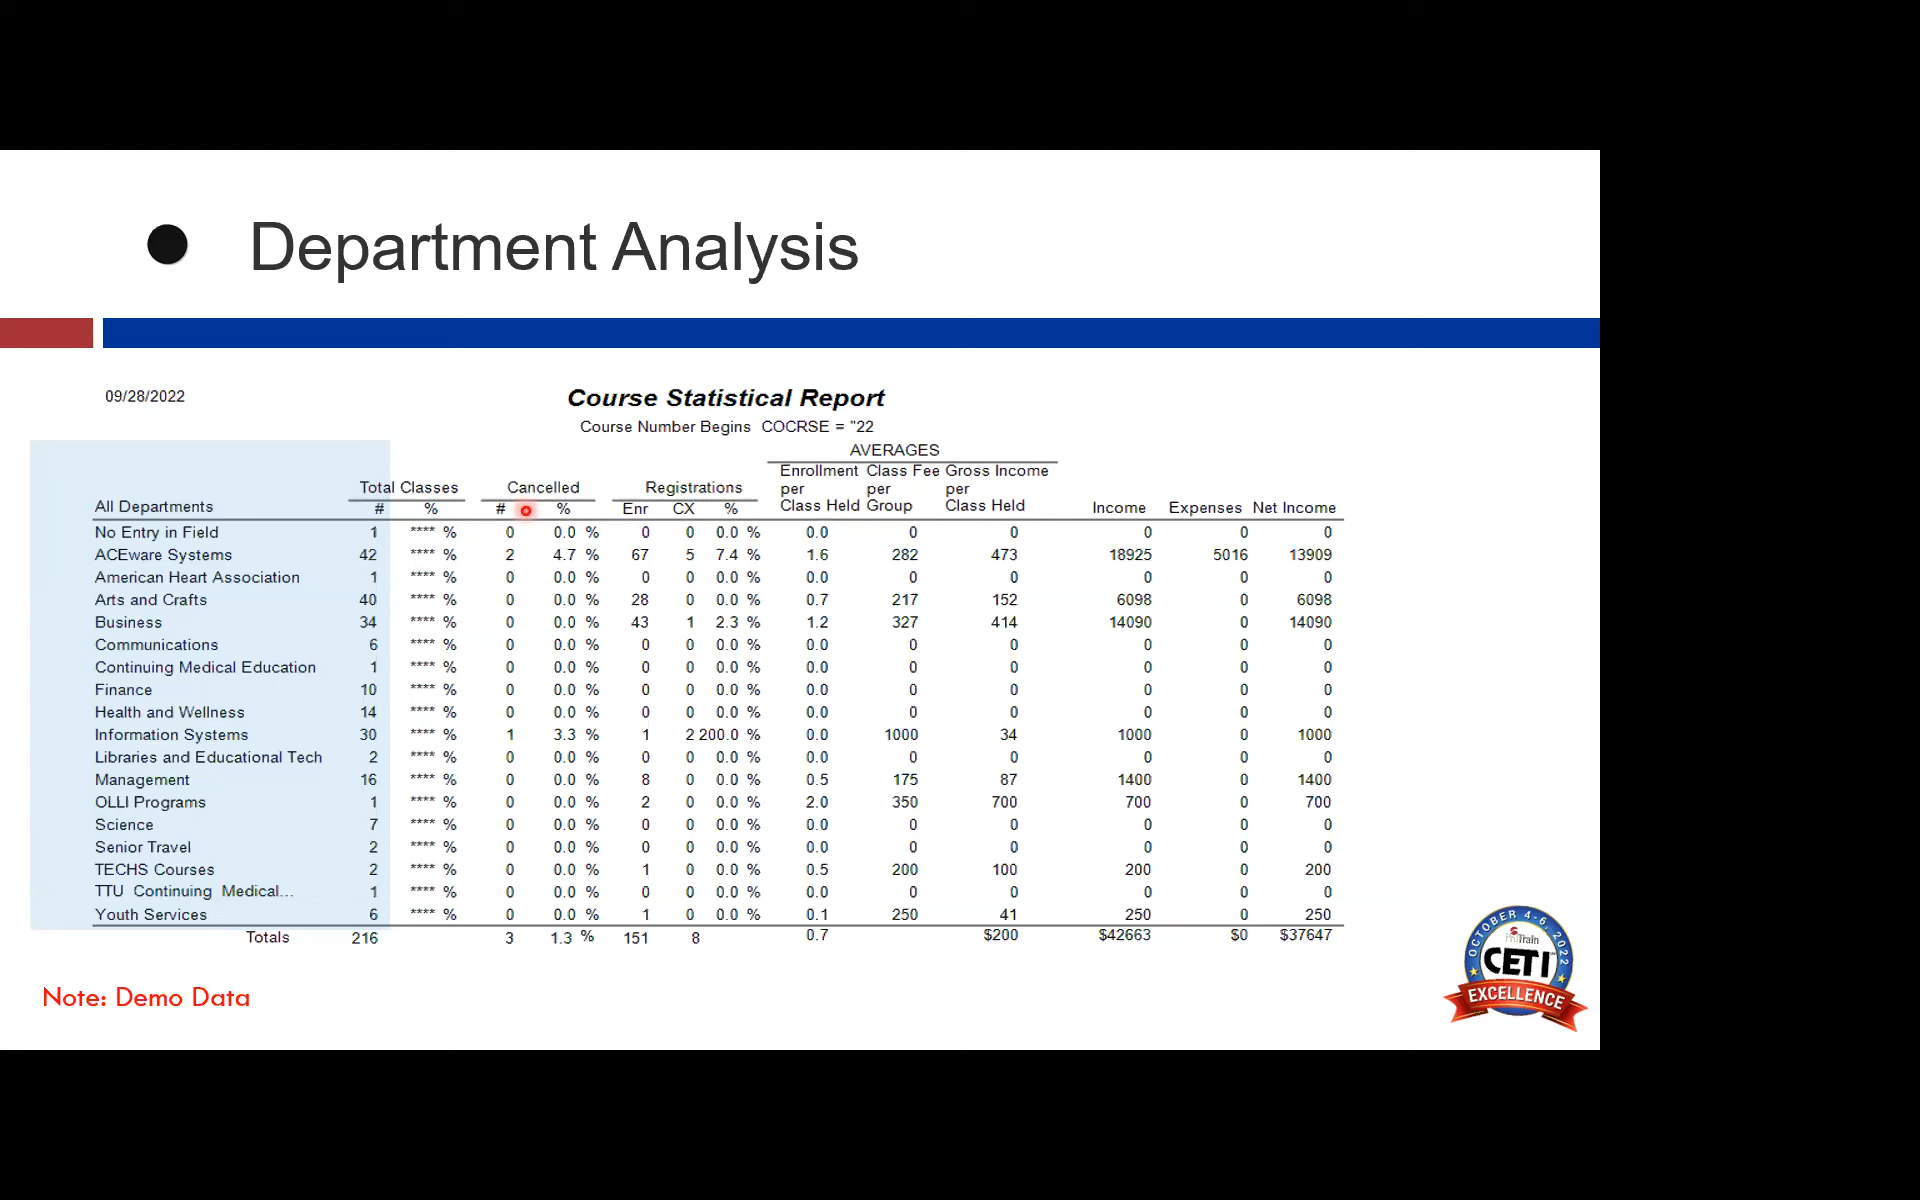 ● Department Analysis
09/28/2022
Course Statistical Report
Course Number Begins COCRSE = "22
AVERAGES
Total Classes Cancelled Registrations Enrollment per Class Held Class Fee per Group Gross Income per Class Held
All Departments # % # % Enr CX % Income Expenses Net Income
No Entry in Field 1 **** % 0 0.0 % 0 0 0.0 % 0.0 0 0 0 0 0
ACEware Systems 42 **** % 2 4.7 % 67 5 7.4 % 1.6 282 473 18925 5016 13909
American Heart Association 1 **** % 0 0.0 % 0 0 0.0 % 0.0 0 0 0 0 0
Arts and Crafts 40 **** % 0 0.0 % 28 0 0.0 % 0.7 217 152 6098 0 6098
Business 34 **** % 0 0.0 % 43 1 2.3 % 1.2 327 414 14090 0 14090
Communications 6 **** % 0 0.0 % 0 0 0.0 % 0.0 0 0 0 0 0
Continuing Medical Education 1 **** % 0 0.0 % 0 0 0.0 % 0.0 0 0 0 0 0
Finance 10 **** % 0 0.0 % 0 0 0.0 % 0.0 0 0 0 0 0
Health and Wellness 14 **** % 0 0.0 % 0 0 0.0 % 0.0 0 0 0 0 0
Information Systems 30 **** % 1 3.3 % 1 2 200.0 % 0.0 1000 34 1000 0 1000
Libraries and Educational Tech 2 **** % 0 0.0 % 0 0 0.0 % 0.0 0 0 0 0 0
Management 16 **** % 0 0.0 % 8 0 0.0 % 0.5 175 87 1400 0 1400
OLLI Programs 1 **** % 0 0.0 % 2 0 0.0 % 2.0 350 700 700 0 700
Science 7 **** % 0 0.0 % 0 0 0.0 % 0.0 0 0 0 0 0
Senior Travel 2 **** % 0 0.0 % 0 0 0.0 % 0.0 0 0 0 0 0
TECHS Courses 2 **** % 0 0.0 % 1 0 0.0 % 0.5 200 100 200 0 200
TTU Continuing Medical... 1 **** % 0 0.0 % 0 0 0.0 % 0.0 0 0 0 0 0
Youth Services 6 **** % 0 0.0 % 1 0 0.0 % 0.1 250 41 250 0 250
Totals 216 3 1.3 % 151 8 0.7 $200 $42663 $0 $37647
Note: Demo Data
OCTOBER 4-6, 2022
ProTrain
CETI
EXCELLENCE